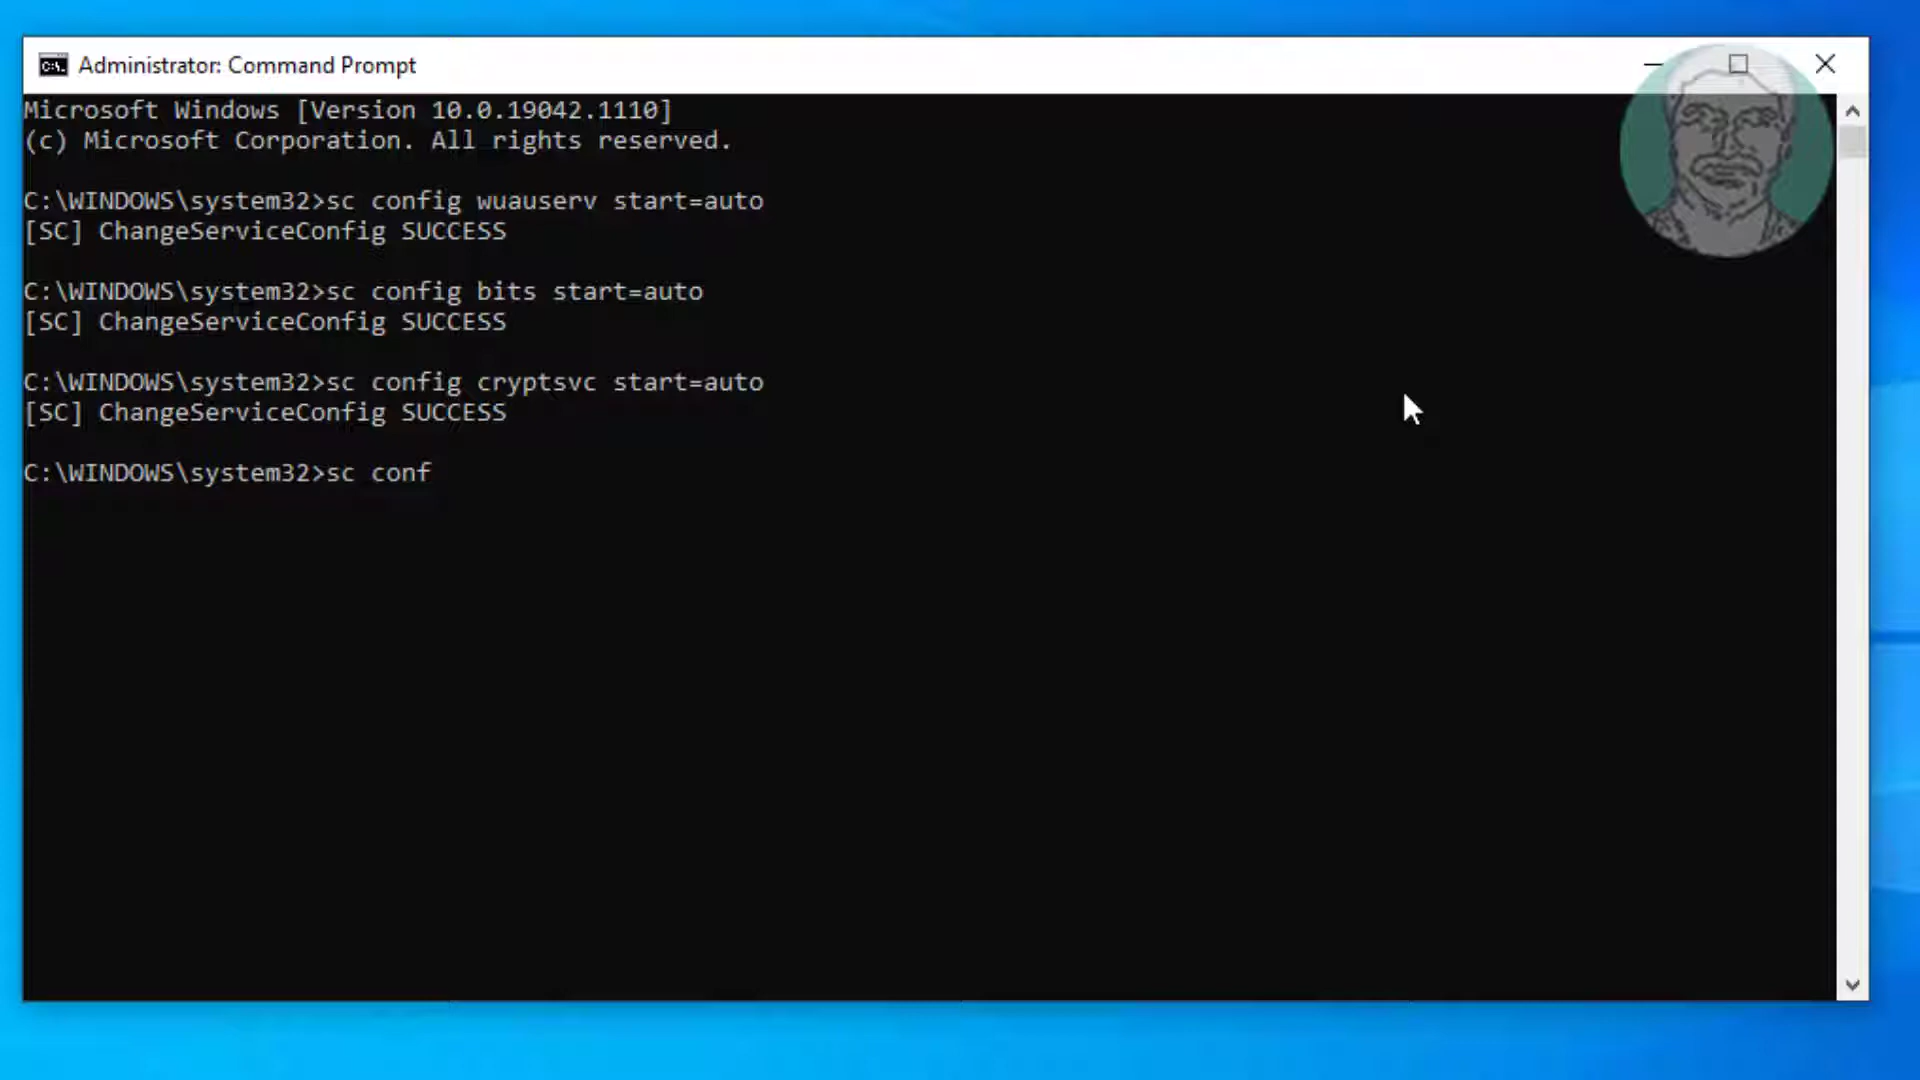 Administrator: Command Prompt
Microsoft Windows [Version 10.0.19042.1110]
(c) Microsoft Corporation. All rights reserved.
C:\WINDOWS\system32>sc config wuauserv start=auto
[SC] ChangeServiceConfig SUCCESS
C:\WINDOWS\system32>sc config bits start=auto
[SC] ChangeServiceConfig SUCCESS
C:\WINDOWS\system32>sc config cryptsvc start=auto
[SC] ChangeServiceConfig SUCCESS
C:\WINDOWS\system32>sc conf